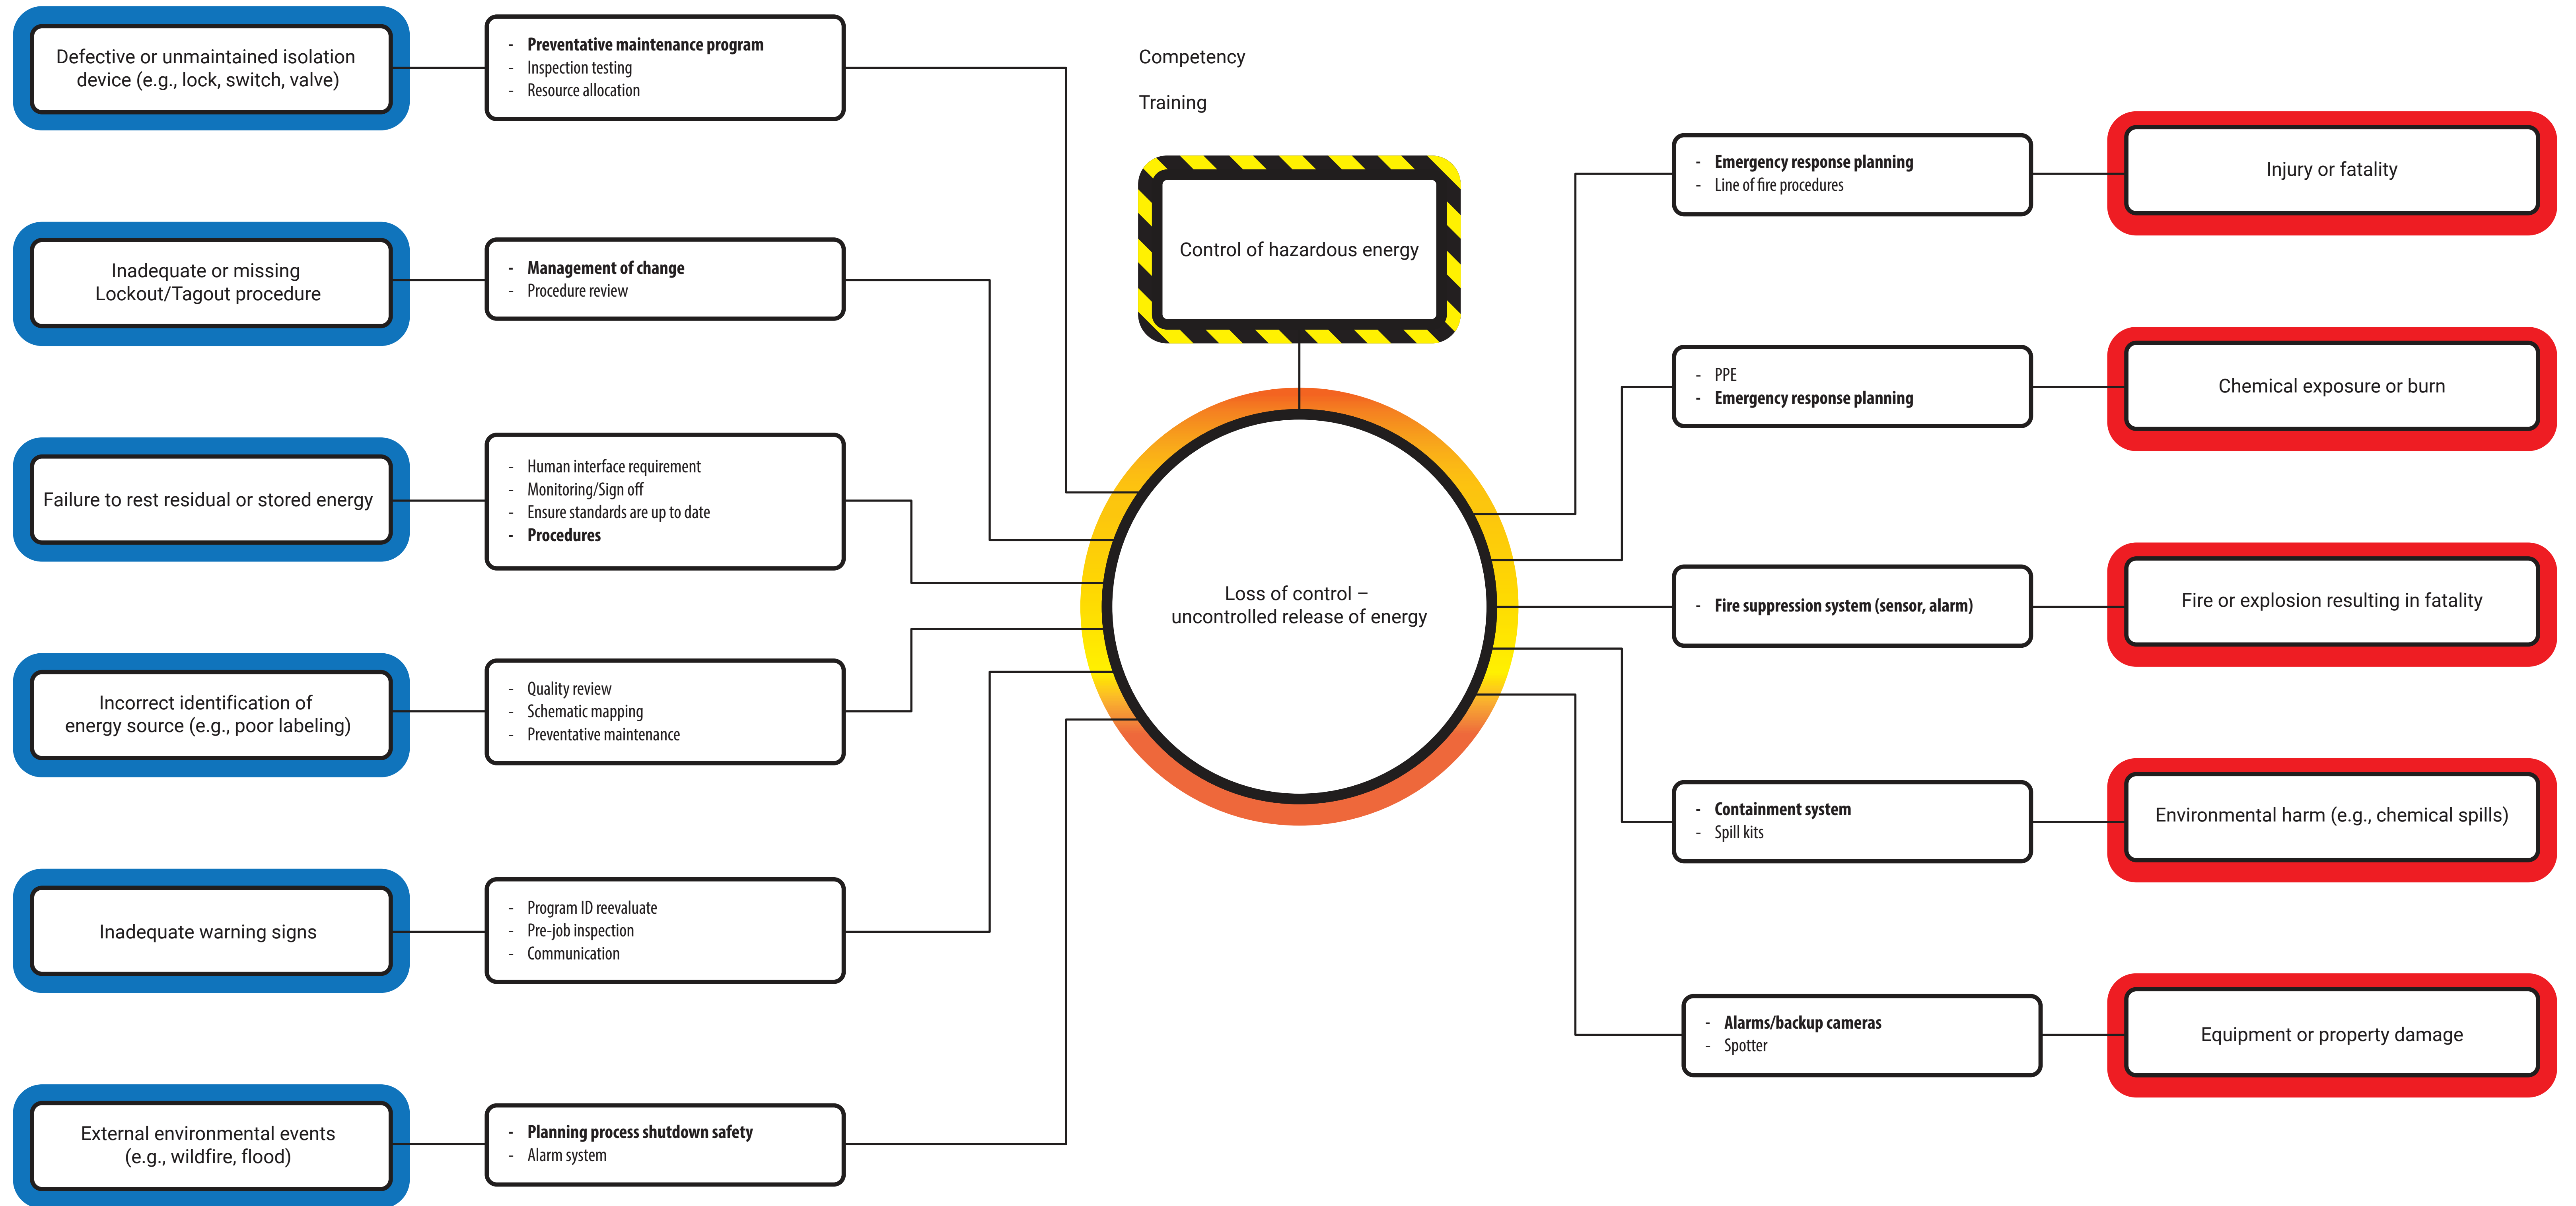 Defective or unmaintained isolation
device (e.g., lock, switch, valve)
- Preventative maintenance program
- Inspection testing
- Resource allocation
Inadequate or missing
Lockout/Tagout procedure
- Management of change
- Procedure review
Failure to rest residual or stored energy
- Human interface requirement
- Monitoring/Sign off
- Ensure standards are up to date
- Procedures
Incorrect identification of
energy source (e.g., poor labeling)
- Quality review
- Schematic mapping
- Preventative maintenance
Inadequate warning signs
- Program ID reevaluate
- Pre-job inspection
- Communication
External environmental events
(e.g., wildfire, flood)
- Planning process shutdown safety
- Alarm system
Competency
Training
Control of hazardous energy
Loss of control –
uncontrolled release of energy
- Emergency response planning
- Line of fire procedures
Injury or fatality
- PPE
- Emergency response planning
Chemical exposure or burn
- Fire suppression system (sensor, alarm)
Fire or explosion resulting in fatality
- Containment system
- Spill kits
Environmental harm (e.g., chemical spills)
- Alarms/backup cameras
- Spotter
Equipment or property damage